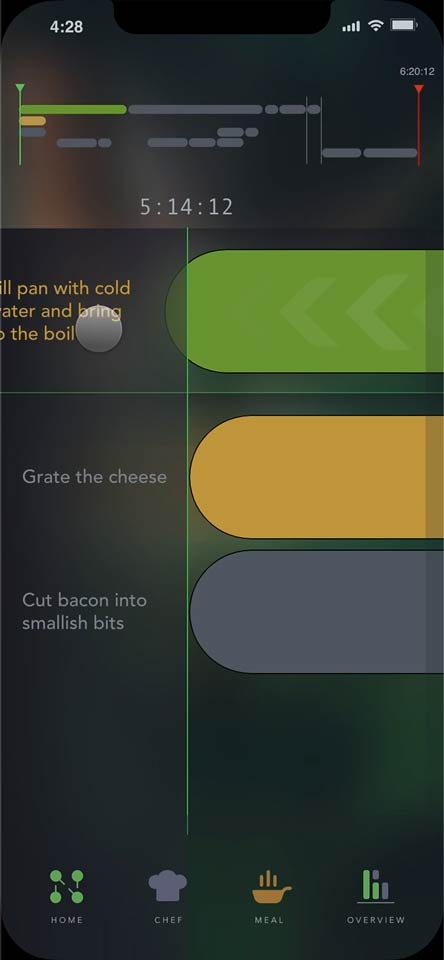 4:28
6:20:12
5:14:12
ill pan with cold
water and bring
o the boil
Grate the cheese
Cut bacon into
smallish bits
HOME
CHEF
MEAL
OVERVIEW